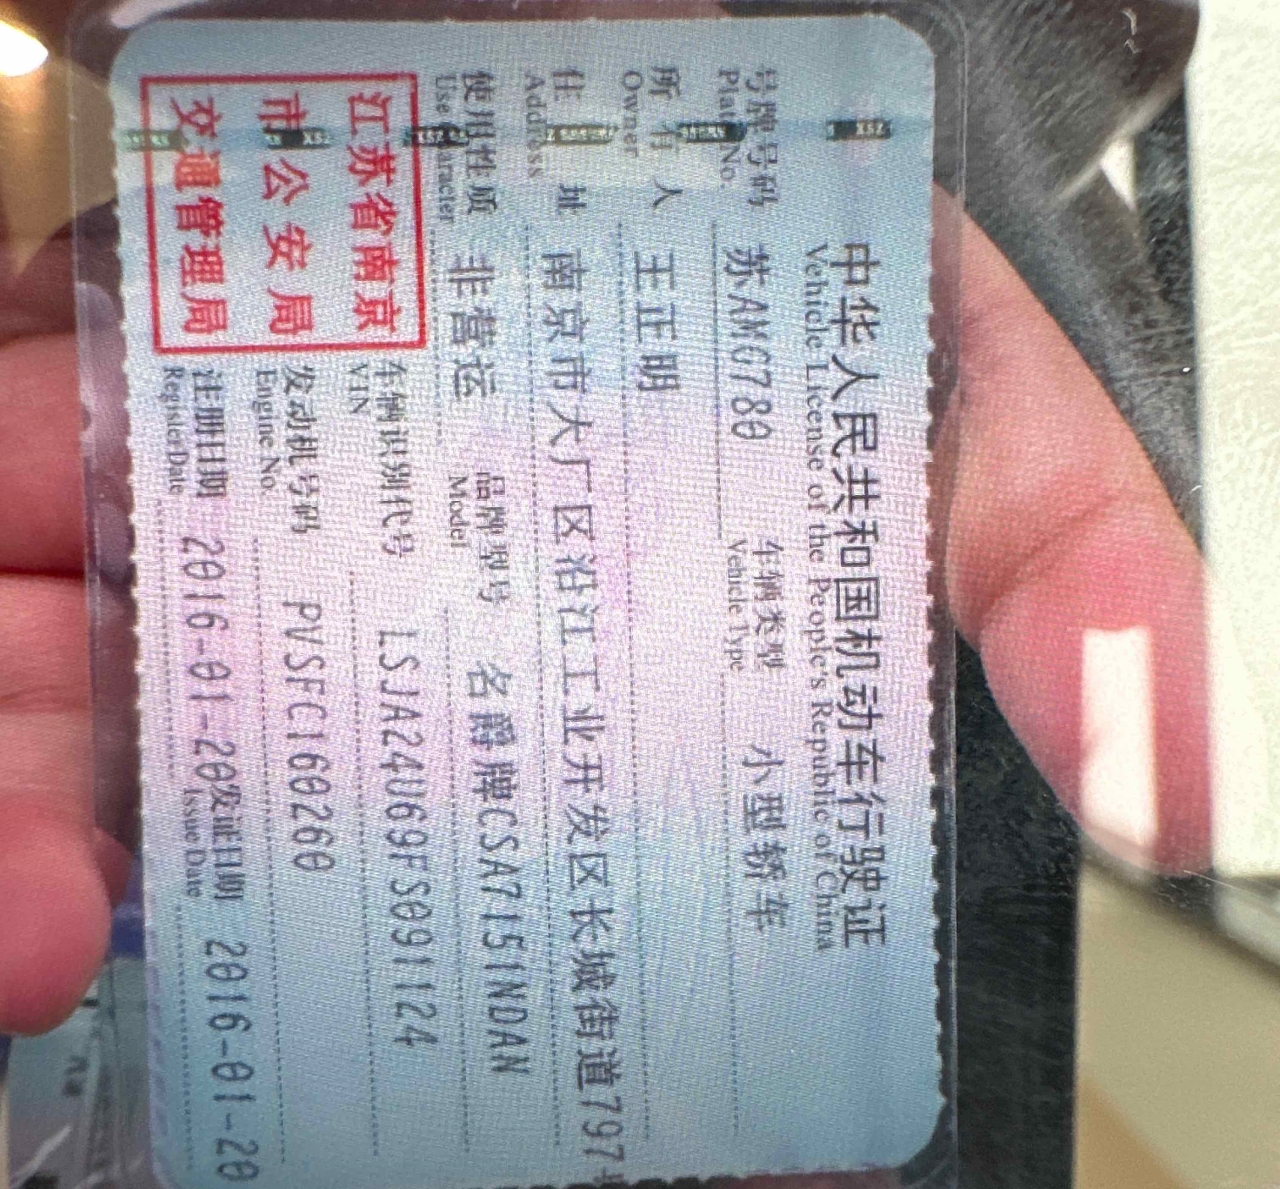 中华人民共和国机动车行驶证
Vehicle License of the People's Republic of China
号牌号码 苏AMG780 车辆类型 小型轿车
Plate No. Vehicle Type
所有人 王正明
Owner
住址 南京市大厂区沿江工业开发区长城街道797
Address
使用性质 非营运 品牌型号 名爵牌CSA7151NDAN
Use Character Model
江苏省南京
市公安局
交通管理局
车辆识别代号 LSJA24U69FS091124
VIN
发动机号码 PVSFC160260
Engine No.
注册日期 2016-01-20 发证日期 2016-01-20
Register Date Issue Date